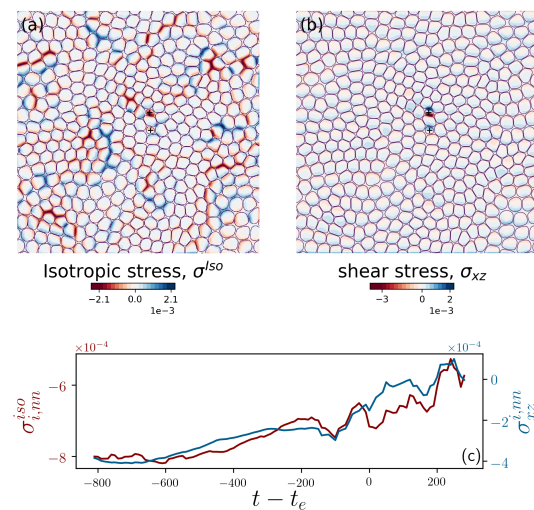 (a)
(b)
Isotropic stress, σ^Iso
shear stress, σ_xz
−2.1 0.0 2.1
1e−3
−3 0 2
1e−3
×10⁻⁴
×10⁻⁴
−6
−8
σ^iso_i,nn
0
−2
−4
σ^i,nn_xz
(c)
−800 −600 −400 −200 0 200
t − t_e